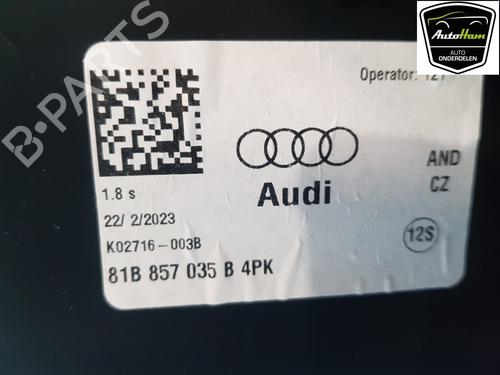 AutoHam
AUTO
ONDERDELEN
B-PARTS
Operator: 121
Audi
AND
CZ
1.8 s
22/ 2/2023
K02716-003B
12S
81B 857 035 B 4PK